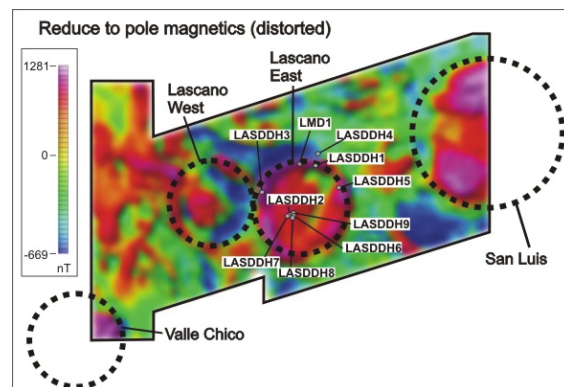 Reduce to pole magnetics (distorted)
1281
0
-669
nT
Lascano
West
Lascano
East
LASDDH3
LMD1
LASDDH4
LASDDH1
LASDDH5
LASDDH2
LASDDH9
LASDDH6
LASDDH7
LASDDH8
San Luis
Valle Chico